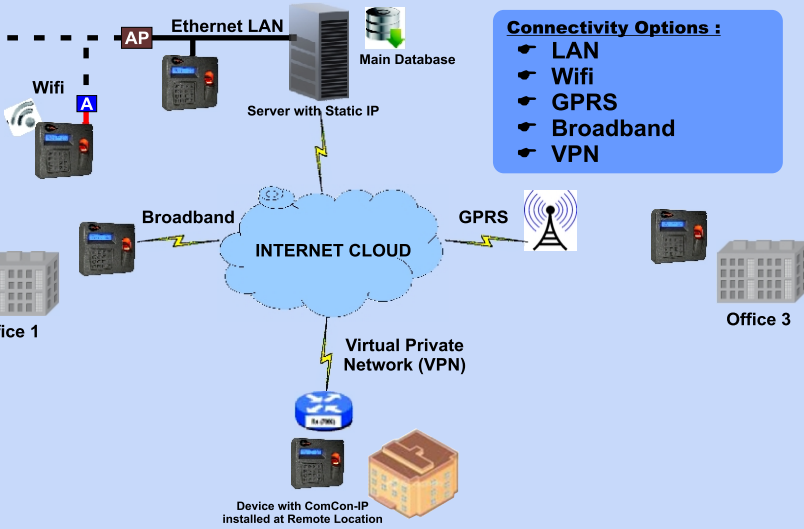 Ethernet LAN
AP
Main Database
Wifi
A
Server with Static IP
Connectivity Options :
LAN
Wifi
GPRS
Broadband
VPN
Broadband
GPRS
INTERNET CLOUD
fice 1
Office 3
Virtual Private
Network (VPN)
Device with ComCon-IP
installed at Remote Location